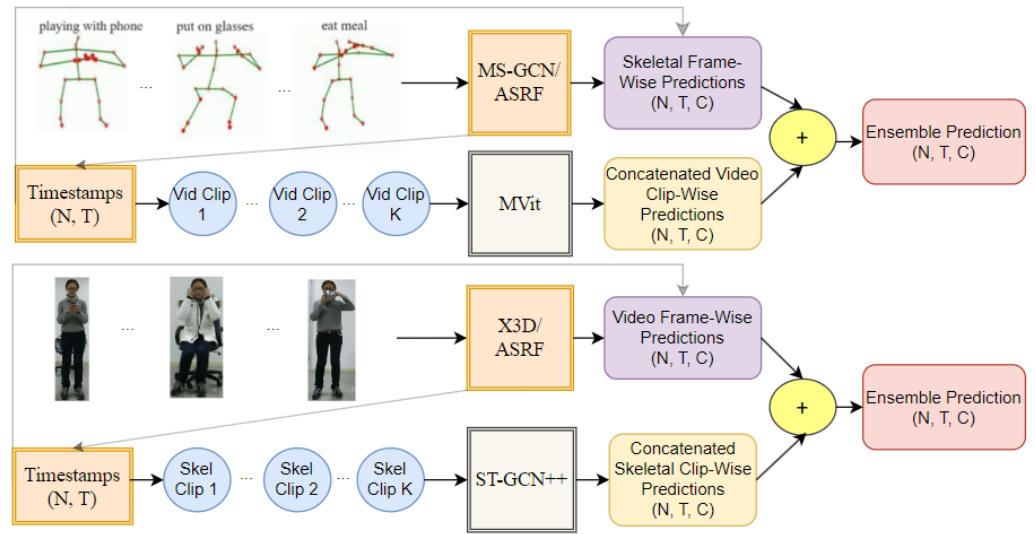 playing with phone
put on glasses
eat meal
...
...
MS-GCN/
ASRF
Skeletal Frame-
Wise Predictions
(N, T, C)
+
Ensemble Prediction
(N, T, C)
Timestamps
(N, T)
Vid Clip
1
...
Vid Clip
2
...
Vid Clip
K
MVit
Concatenated Video
Clip-Wise
Predictions
(N, T, C)
...
...
X3D/
ASRF
Video Frame-Wise
Predictions
(N, T, C)
+
Ensemble Prediction
(N, T, C)
Timestamps
(N, T)
Skel
Clip 1
...
Skel
Clip 2
...
Skel
Clip K
ST-GCN++
Concatenated
Skeletal Clip-Wise
Predictions
(N, T, C)